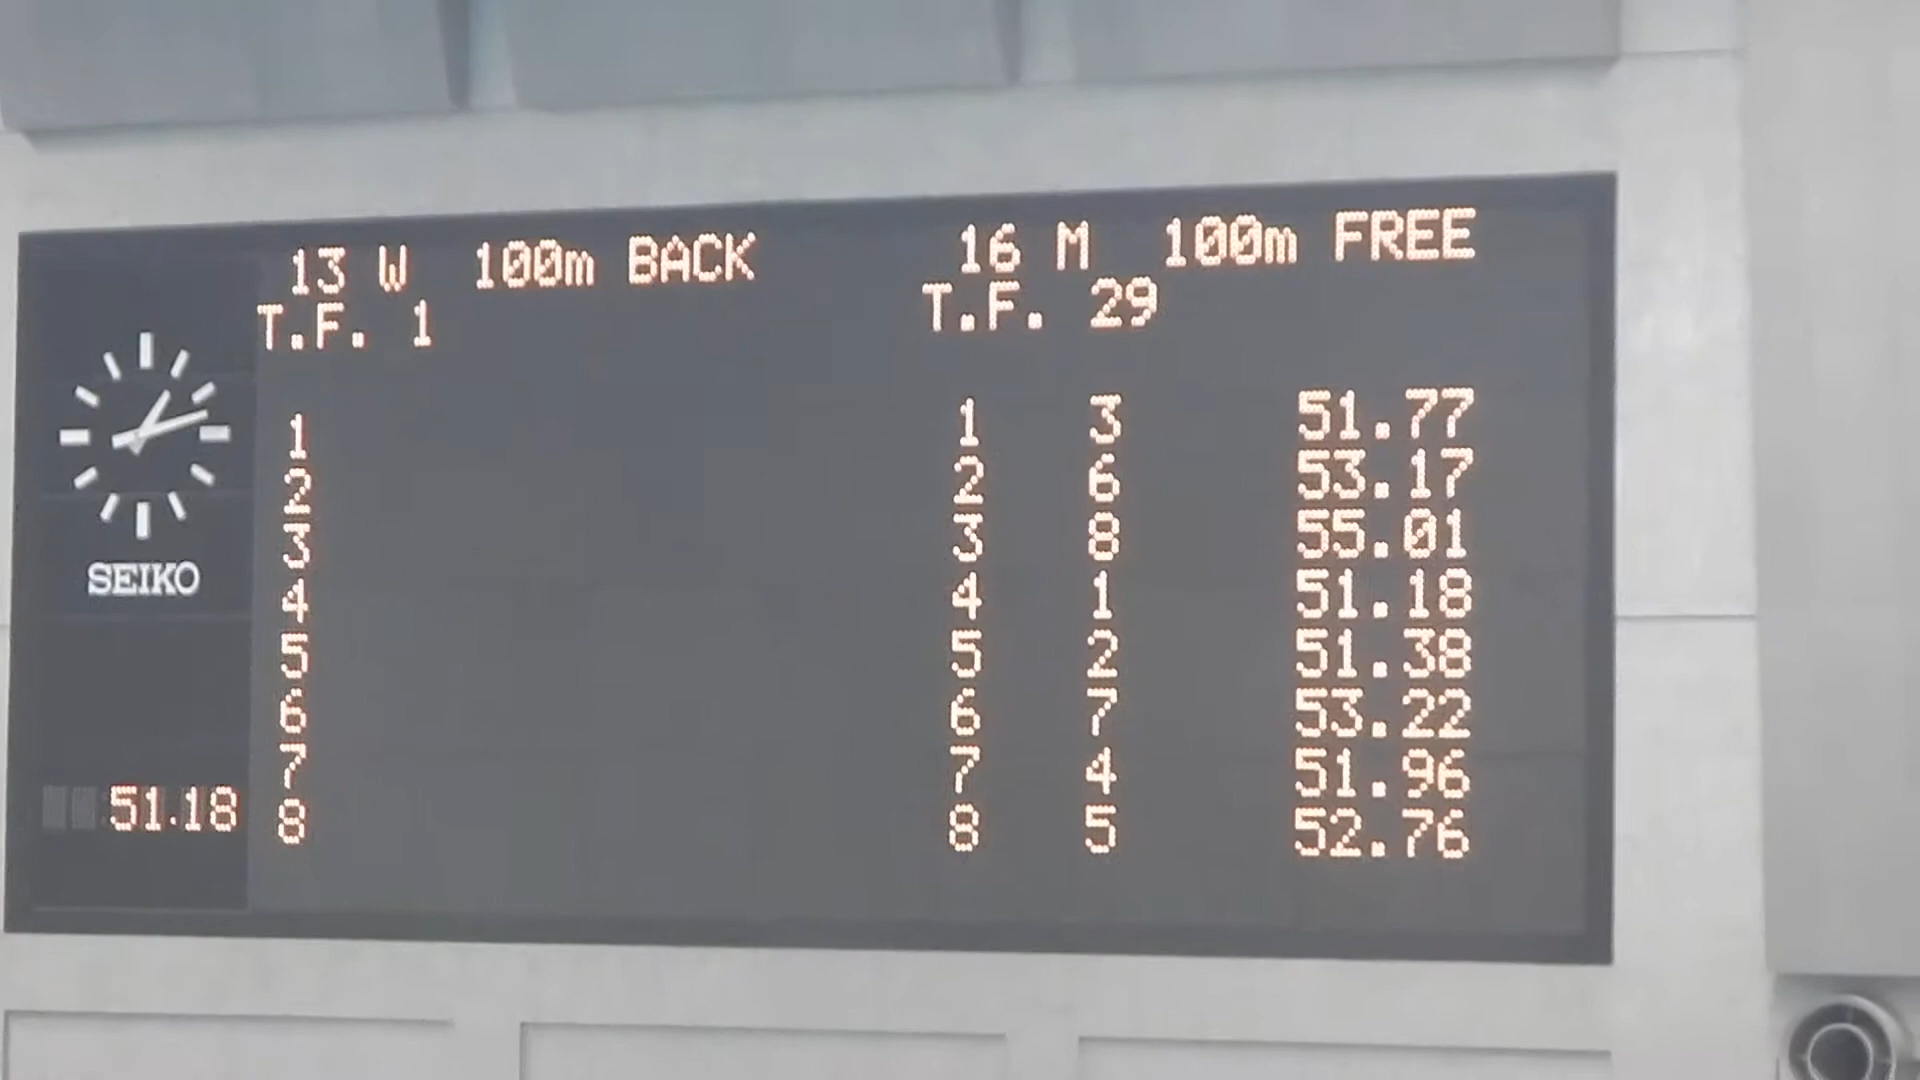 13 W 100m BACK
T.F. 1
1
2
3
4
5
6
7
8
16 M 100m FREE
T.F. 29
1 3 51.77
2 6 53.17
3 8 55.01
4 1 51.18
5 2 51.38
6 7 53.22
7 4 51.96
8 5 52.76
SEIKO
51.18